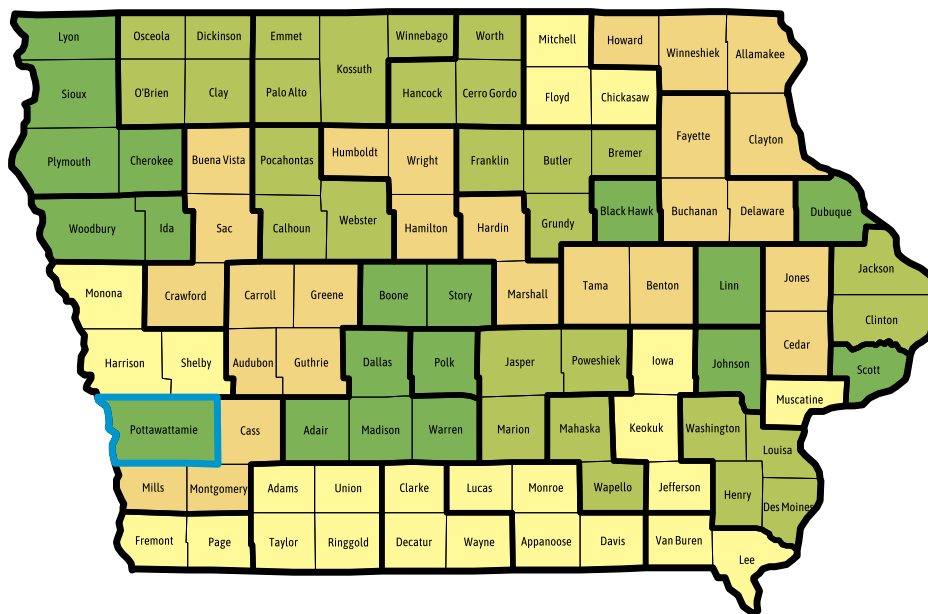 Lyon
Osceola
Dickinson
Emmet
Kossuth
Winnebago
Worth
Mitchell
Howard
Winneshiek
Allamakee
Sioux
O'Brien
Clay
Palo Alto
Hancock
Cerro Gordo
Floyd
Chickasaw
Plymouth
Cherokee
Buena Vista
Pocahontas
Humboldt
Wright
Franklin
Butler
Bremer
Fayette
Clayton
Woodbury
Ida
Sac
Calhoun
Webster
Hamilton
Hardin
Grundy
Black Hawk
Buchanan
Delaware
Dubuque
Monona
Crawford
Carroll
Greene
Boone
Story
Marshall
Tama
Benton
Linn
Jones
Jackson
Clinton
Harrison
Shelby
Audubon
Guthrie
Dallas
Polk
Jasper
Poweshiek
Iowa
Johnson
Cedar
Scott
Muscatine
Pottawattamie
Cass
Adair
Madison
Warren
Marion
Mahaska
Keokuk
Washington
Louisa
Mills
Montgomery
Adams
Union
Clarke
Lucas
Monroe
Wapello
Jefferson
Henry
Des Moines
Fremont
Page
Taylor
Ringgold
Decatur
Wayne
Appanoose
Davis
Van Buren
Lee